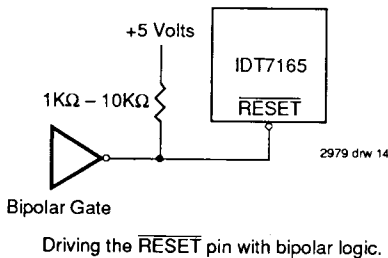 +5 Volts
IDT7165
1KΩ – 10KΩ
RESET
2979 drw 14
Bipolar Gate
Driving the RESET pin with bipolar logic.